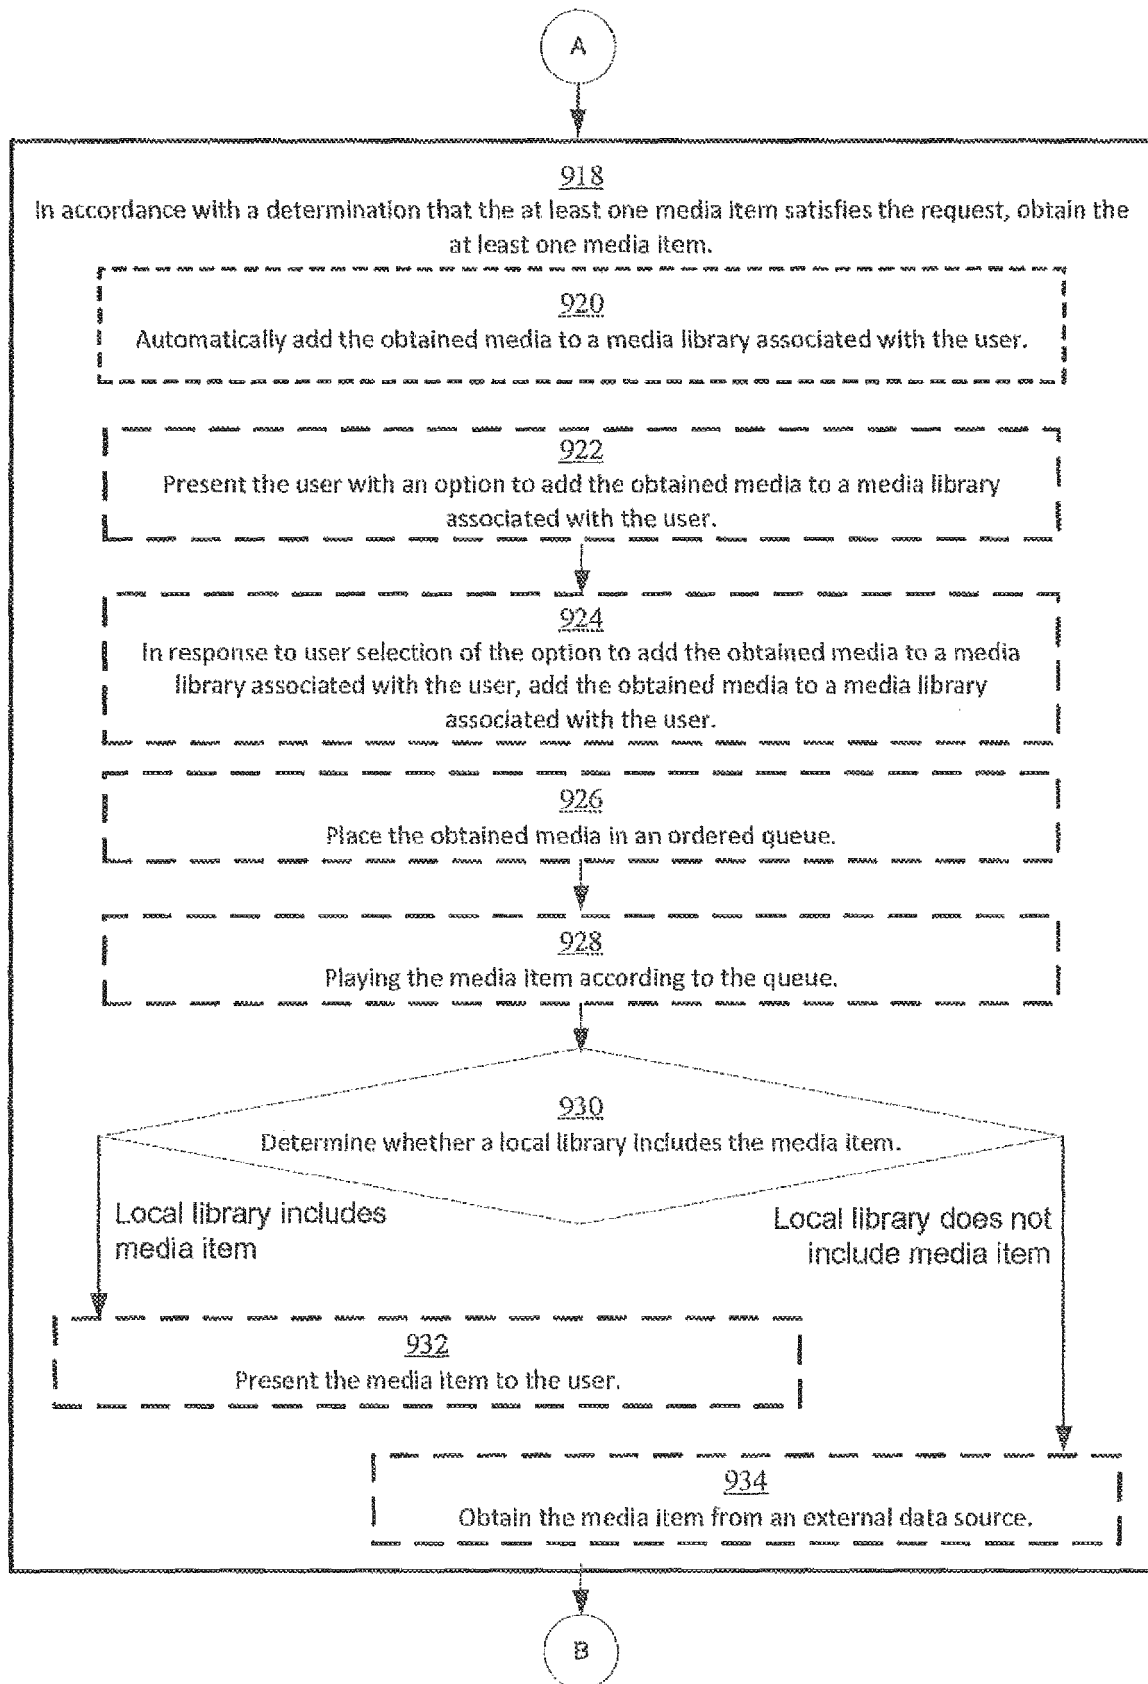 A
918
In accordance with a determination that the at least one media item satisfies the request, obtain the
at least one media item.
920
Automatically add the obtained media to a media library associated with the user.
922
Present the user with an option to add the obtained media to a media library
associated with the user.
924
In response to user selection of the option to add the obtained media to a media
library associated with the user, add the obtained media to a media library
associated with the user.
926
Place the obtained media in an ordered queue.
928
Playing the media item according to the queue.
930
Determine whether a local library includes the media item.
Local library includes
media item
Local library does not
include media item
932
Present the media item to the user.
934
Obtain the media item from an external data source.
B